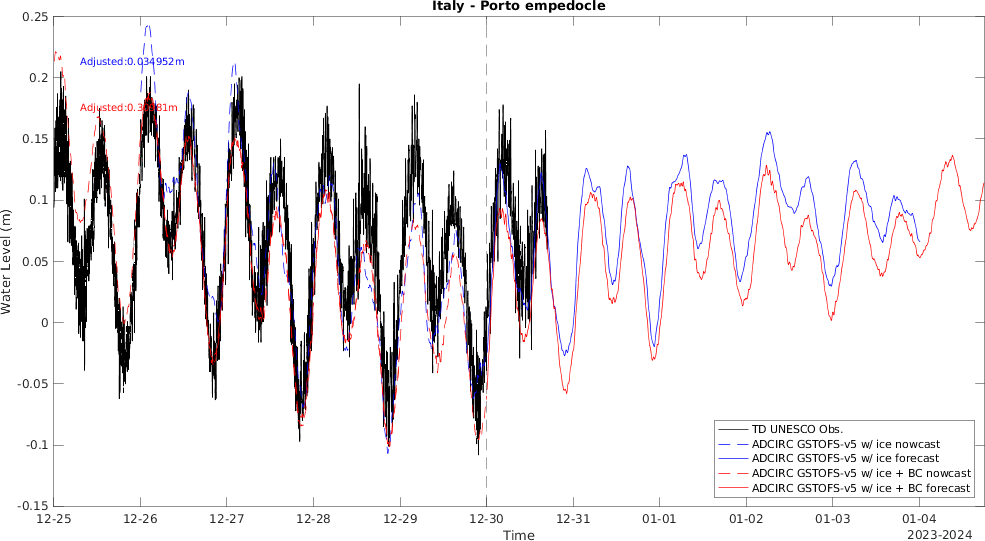 Italy - Porto empedocle
0.25
0.2
0.15
0.1
0.05
0
-0.05
-0.1
-0.15
Water Level (m)
Adjusted:0.034952m
TD UNESCO Obs.
ADCIRC GSTOFS-v5 w/ ice nowcast
ADCIRC GSTOFS-v5 w/ ice forecast
ADCIRC GSTOFS-v5 w/ ice + BC nowcast
ADCIRC GSTOFS-v5 w/ ice + BC forecast
12-25 12-26 12-27 12-28 12-29 12-30 12-31 01-01 01-02 01-03 01-04
Time
2023-2024